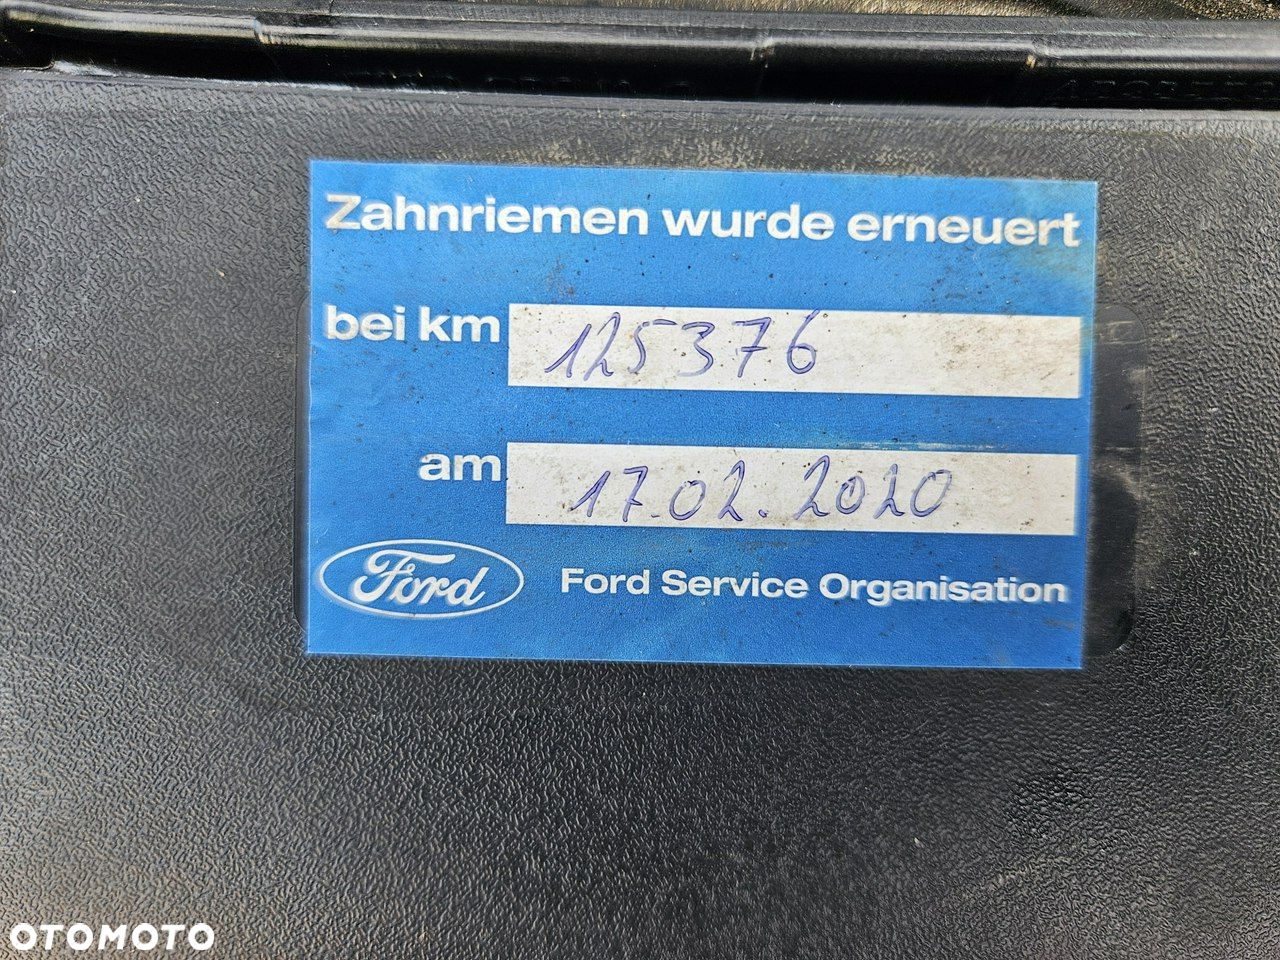 Zahnriemen wurde erneuert
bei km 125376
am 17.02.2020
Ford Ford Service Organisation
OTOMOTO